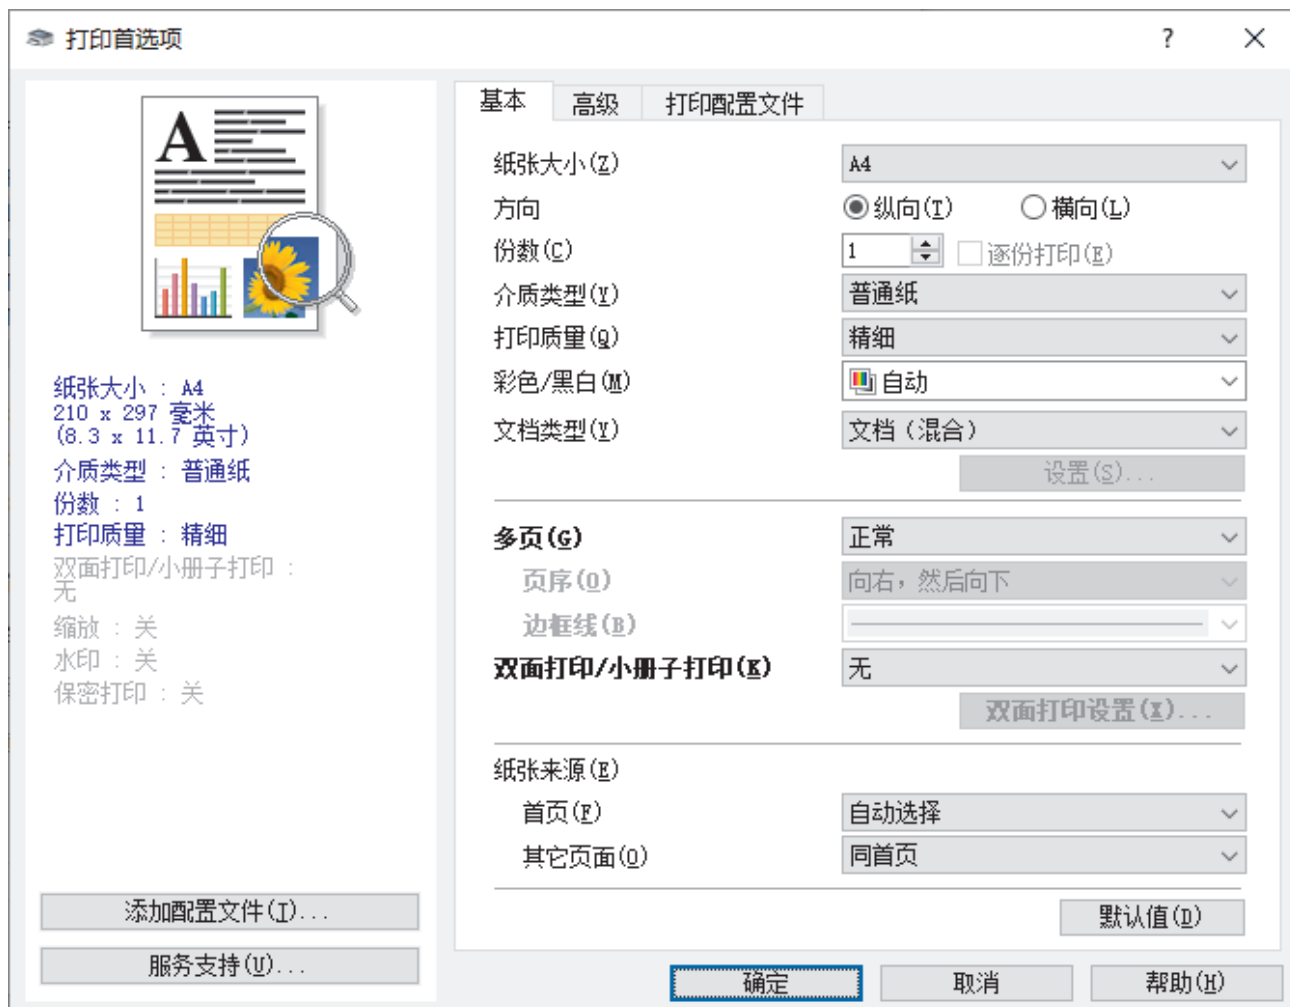 打印首选项
?
A
纸张大小 : A4
210 x 297 毫米
(8.3 x 11.7 英寸)
介质类型 : 普通纸
份数 : 1
打印质量 : 精细
双面打印/小册子打印 :
无
缩放 : 关
水印 : 关
保密打印 : 关
添加配置文件(I)...
服务支持(U)...
基本 高级 打印配置文件
纸张大小(Z) A4
方向 纵向(T) 横向(L)
份数(C) 1 逐份打印(E)
介质类型(Y) 普通纸
打印质量(Q) 精细
彩色/黑白(M) 自动
文档类型(Y) 文档 (混合)
设置(S)...
多页(G) 正常
页序(O) 向右，然后向下
边框线(B)
双面打印/小册子打印(K) 无
双面打印设置(X)...
纸张来源(E)
首页(F) 自动选择
其它页面(O) 同首页
默认值(D)
确定 取消 帮助(H)